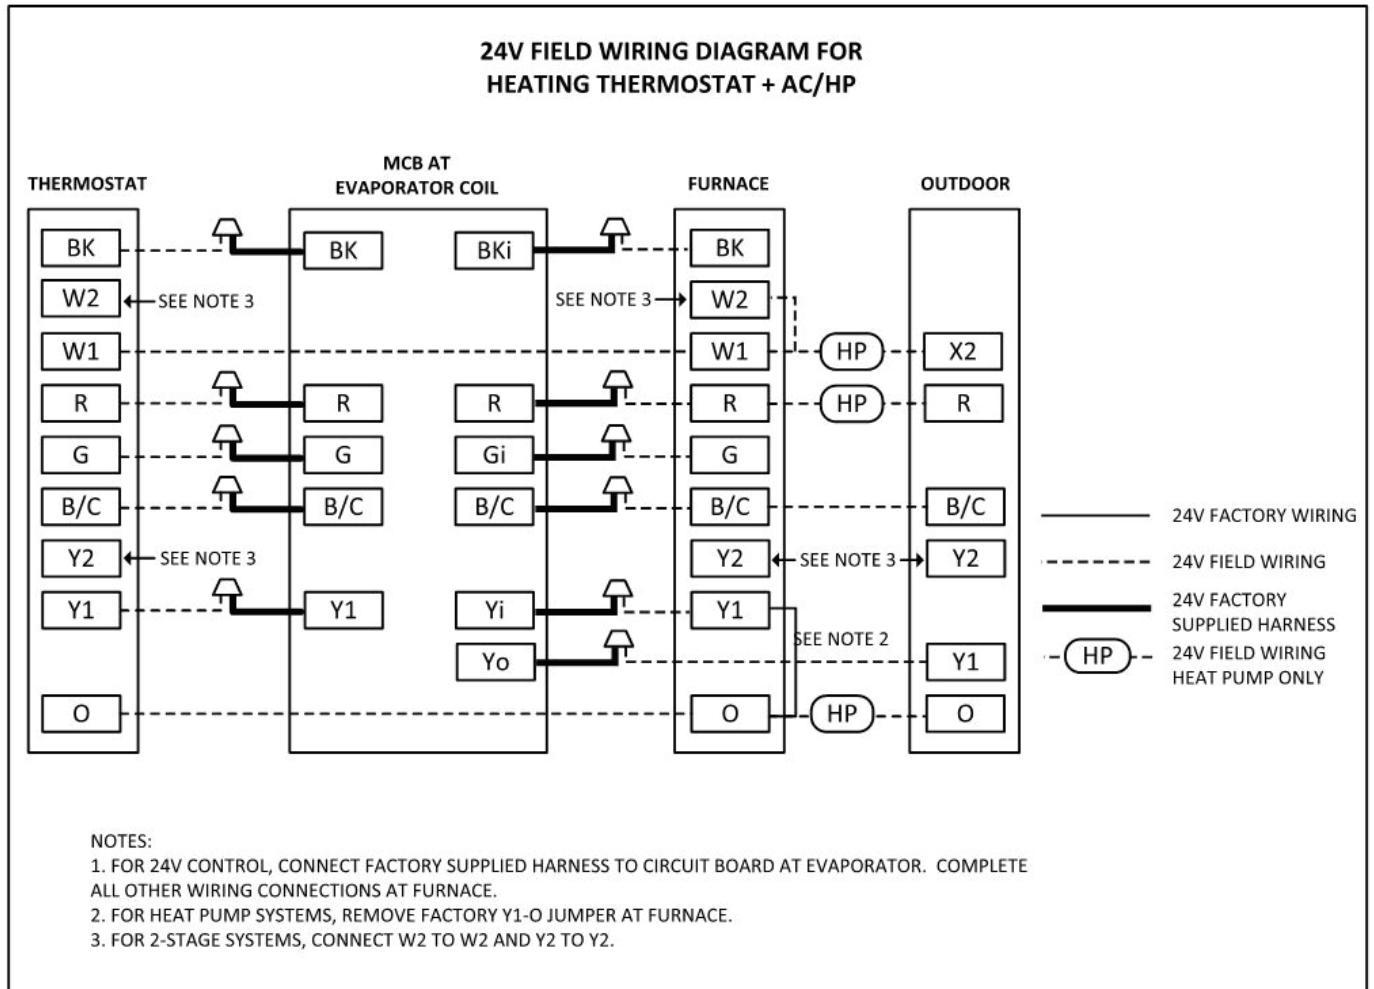 24V FIELD WIRING DIAGRAM FOR
HEATING THERMOSTAT + AC/HP
THERMOSTAT
MCB AT
EVAPORATOR COIL
FURNACE
OUTDOOR
BK
BK
BKi
BK
W2
SEE NOTE 3
SEE NOTE 3
W2
W1
W1
HP
X2
R
R
R
R
HP
R
G
G
Gi
G
B/C
B/C
B/C
B/C
B/C
Y2
SEE NOTE 3
Y2
SEE NOTE 3
Y2
Y1
Y1
Yi
Y1
SEE NOTE 2
Yo
Y1
O
O
HP
O
24V FACTORY WIRING
24V FIELD WIRING
24V FACTORY
SUPPLIED HARNESS
HP
24V FIELD WIRING
HEAT PUMP ONLY
NOTES:
1. FOR 24V CONTROL, CONNECT FACTORY SUPPLIED HARNESS TO CIRCUIT BOARD AT EVAPORATOR. COMPLETE
ALL OTHER WIRING CONNECTIONS AT FURNACE.
2. FOR HEAT PUMP SYSTEMS, REMOVE FACTORY Y1-O JUMPER AT FURNACE.
3. FOR 2-STAGE SYSTEMS, CONNECT W2 TO W2 AND Y2 TO Y2.